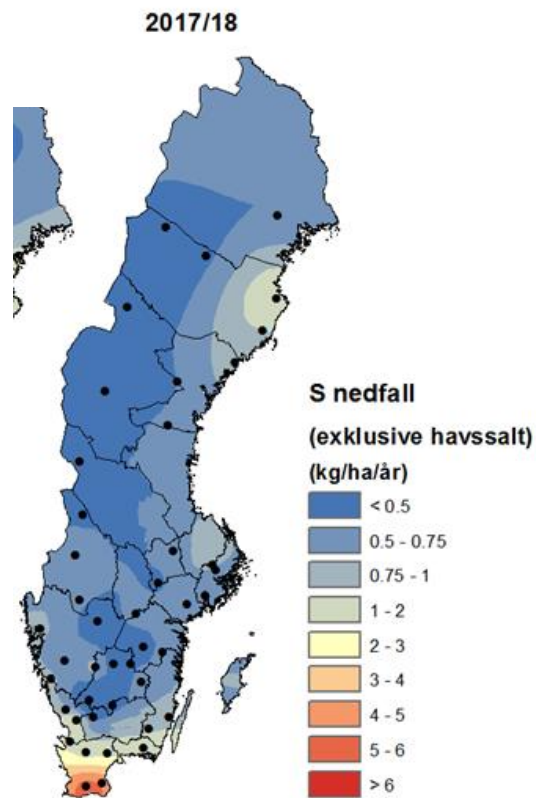 2017/18
S nedfall
(exklusive havssalt)
(kg/ha/år)
< 0.5
0.5 - 0.75
0.75 - 1
1 - 2
2 - 3
3 - 4
4 - 5
5 - 6
> 6